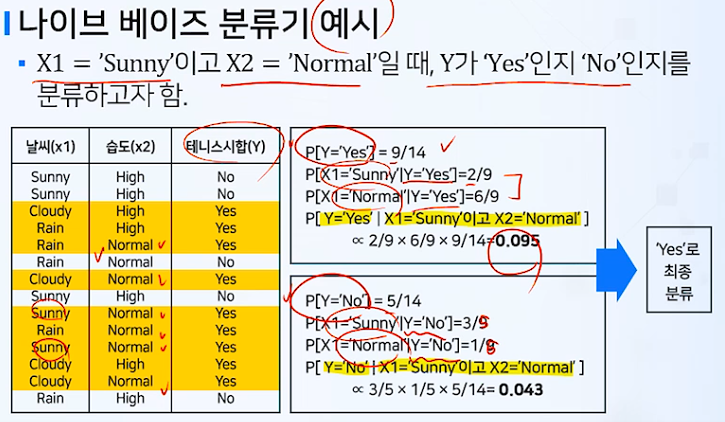 나이브 베이즈 분류기 예시
▪ X1 = 'Sunny'이고 X2 = 'Normal'일 때, Y가 'Yes'인지 'No'인지를
분류하고자 함.
날씨(x1) 습도(x2) 테니스시합(Y)
Sunny High No
Sunny High No
Cloudy High Yes
Rain High Yes
Rain Normal Yes
Rain Normal No
Cloudy Normal Yes
Sunny High No
Sunny Normal Yes
Rain Normal Yes
Sunny Normal Yes
Cloudy High Yes
Cloudy Normal Yes
Rain High No
P[Y='Yes'] = 9/14
P[X1='Sunny'|Y='Yes']=2/9
P[X1='Normal'|Y='Yes']=6/9
P[ Y='Yes' | X1='Sunny'이고 X2='Normal' ]
∝ 2/9 × 6/9 × 9/14=0.095
P[Y='No'] = 5/14
P[X1='Sunny'|Y='No']=3/9 5
P[X1='Normal'|Y='No']=1/9 5
P[ Y='No' | X1='Sunny'이고 X2='Normal' ]
∝ 3/5 × 1/5 × 5/14= 0.043
'Yes'로
최종
분류